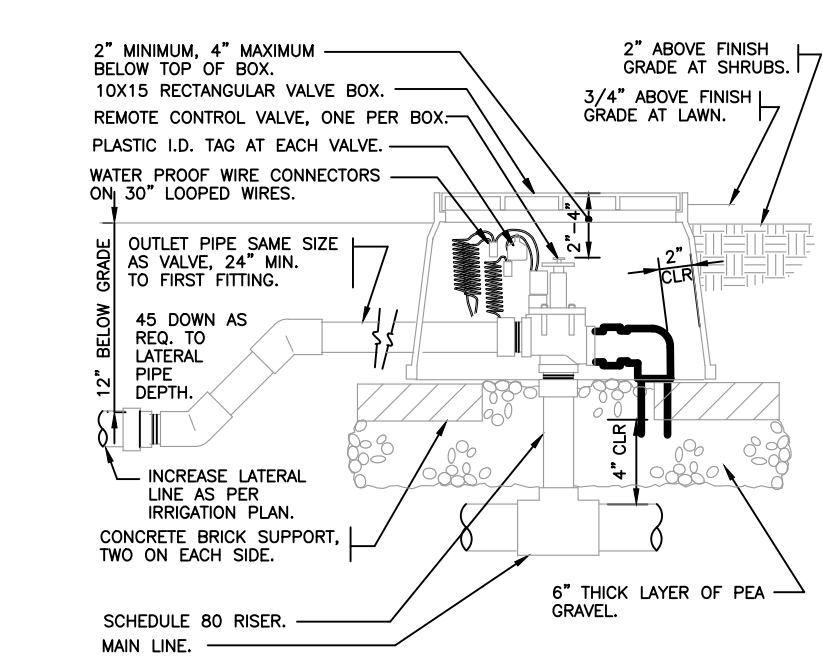 2" MINIMUM, 4" MAXIMUM
BELOW TOP OF BOX.
10X15 RECTANGULAR VALVE BOX.
REMOTE CONTROL VALVE, ONE PER BOX.
PLASTIC I.D. TAG AT EACH VALVE.
WATER PROOF WIRE CONNECTORS
ON 30" LOOPED WIRES.
2" ABOVE FINISH
GRADE AT SHRUBS.
3/4" ABOVE FINISH
GRADE AT LAWN.
OUTLET PIPE SAME SIZE
AS VALVE, 24" MIN.
TO FIRST FITTING.
2"-4"
2"
CLR
12" BELOW GRADE
45 DOWN AS
REQ. TO
LATERAL
PIPE
DEPTH.
4" CLR
INCREASE LATERAL
LINE AS PER
IRRIGATION PLAN.
CONCRETE BRICK SUPPORT,
TWO ON EACH SIDE.
6" THICK LAYER OF PEA
GRAVEL.
SCHEDULE 80 RISER.
MAIN LINE.